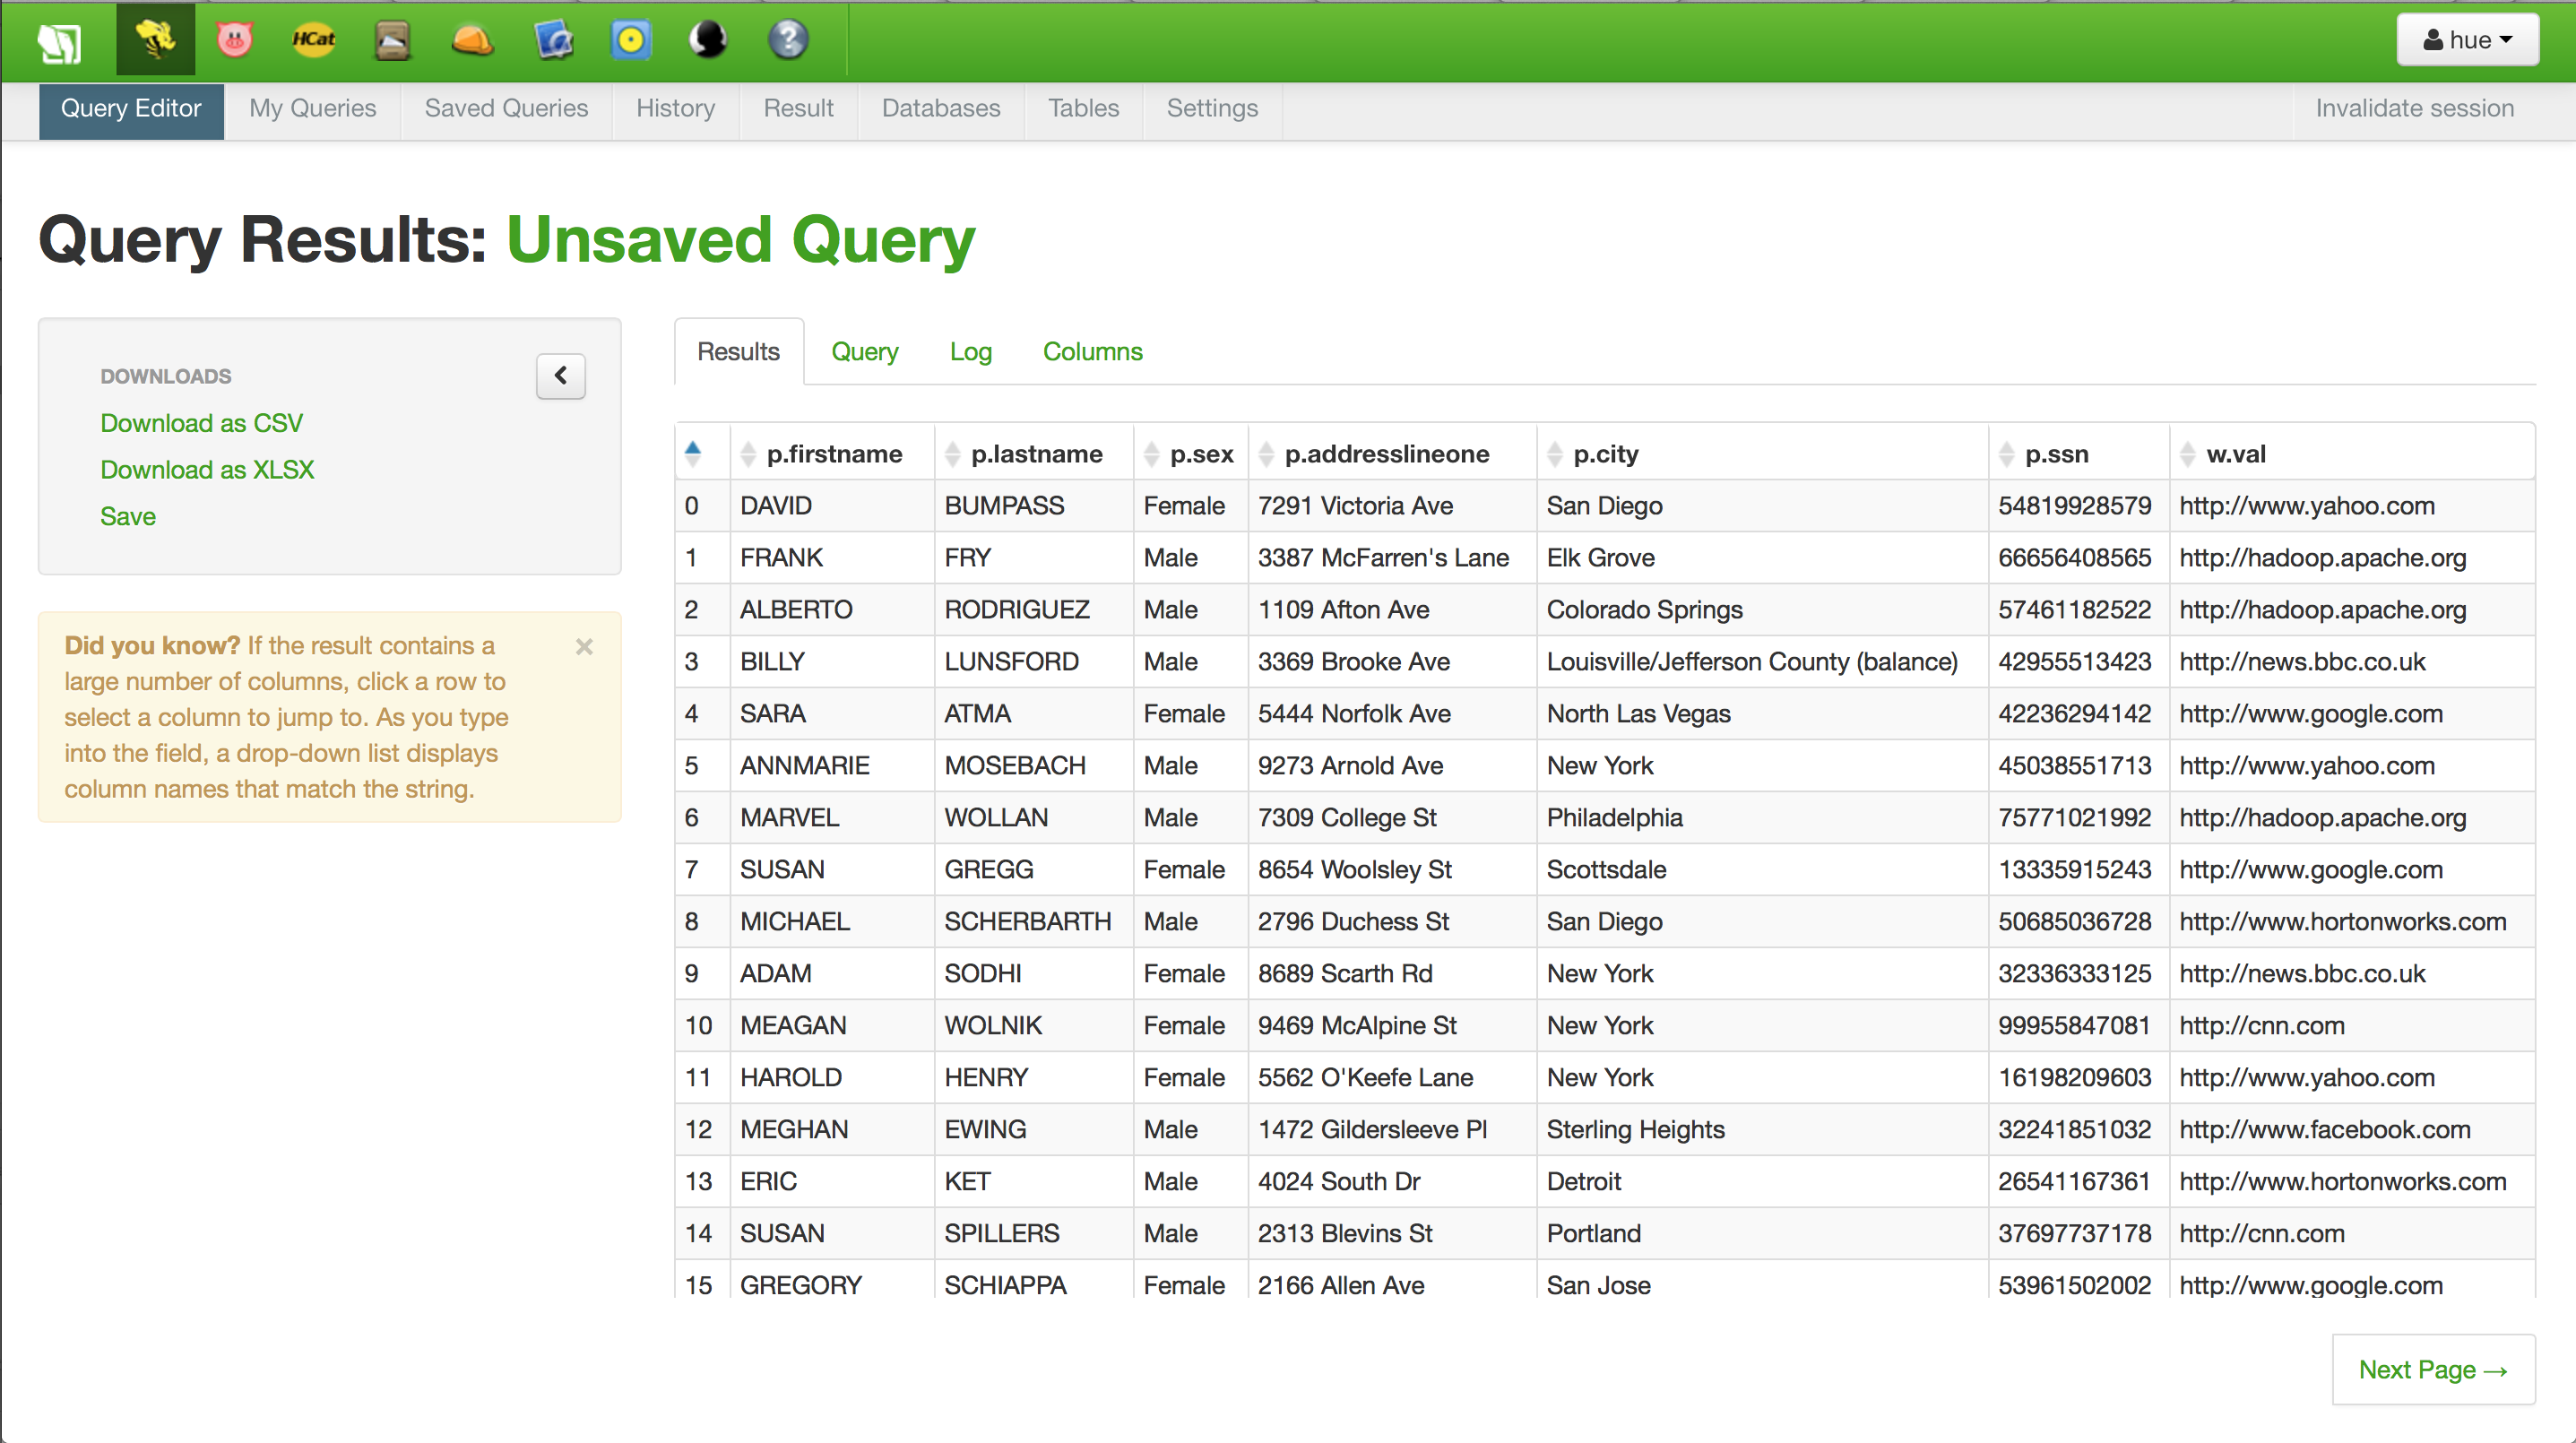 HCat
hue
Query Editor My Queries Saved Queries History Result Databases Tables Settings Invalidate session
Query Results: Unsaved Query
DOWNLOADS
Download as CSV
Download as XLSX
Save
Did you know? If the result contains a
large number of columns, click a row to
select a column to jump to. As you type
into the field, a drop-down list displays
column names that match the string.
×
Results Query Log Columns
p.firstname p.lastname p.sex p.addresslineone p.city p.ssn w.val
0 DAVID BUMPASS Female 7291 Victoria Ave San Diego 54819928579 http://www.yahoo.com
1 FRANK FRY Male 3387 McFarren's Lane Elk Grove 66656408565 http://hadoop.apache.org
2 ALBERTO RODRIGUEZ Male 1109 Afton Ave Colorado Springs 57461182522 http://hadoop.apache.org
3 BILLY LUNSFORD Male 3369 Brooke Ave Louisville/Jefferson County (balance) 42955513423 http://news.bbc.co.uk
4 SARA ATMA Female 5444 Norfolk Ave North Las Vegas 42236294142 http://www.google.com
5 ANNMARIE MOSEBACH Male 9273 Arnold Ave New York 45038551713 http://www.yahoo.com
6 MARVEL WOLLAN Male 7309 College St Philadelphia 75771021992 http://hadoop.apache.org
7 SUSAN GREGG Female 8654 Woolsley St Scottsdale 13335915243 http://www.google.com
8 MICHAEL SCHERBARTH Male 2796 Duchess St San Diego 50685036728 http://www.hortonworks.com
9 ADAM SODHI Female 8689 Scarth Rd New York 32336333125 http://news.bbc.co.uk
10 MEAGAN WOLNIK Female 9469 McAlpine St New York 99955847081 http://cnn.com
11 HAROLD HENRY Female 5562 O'Keefe Lane New York 16198209603 http://www.yahoo.com
12 MEGHAN EWING Male 1472 Gildersleeve Pl Sterling Heights 32241851032 http://www.facebook.com
13 ERIC KET Male 4024 South Dr Detroit 26541167361 http://www.hortonworks.com
14 SUSAN SPILLERS Male 2313 Blevins St Portland 37697737178 http://cnn.com
15 GREGORY SCHIAPPA Female 2166 Allen Ave San Jose 53961502002 http://www.google.com
Next Page →